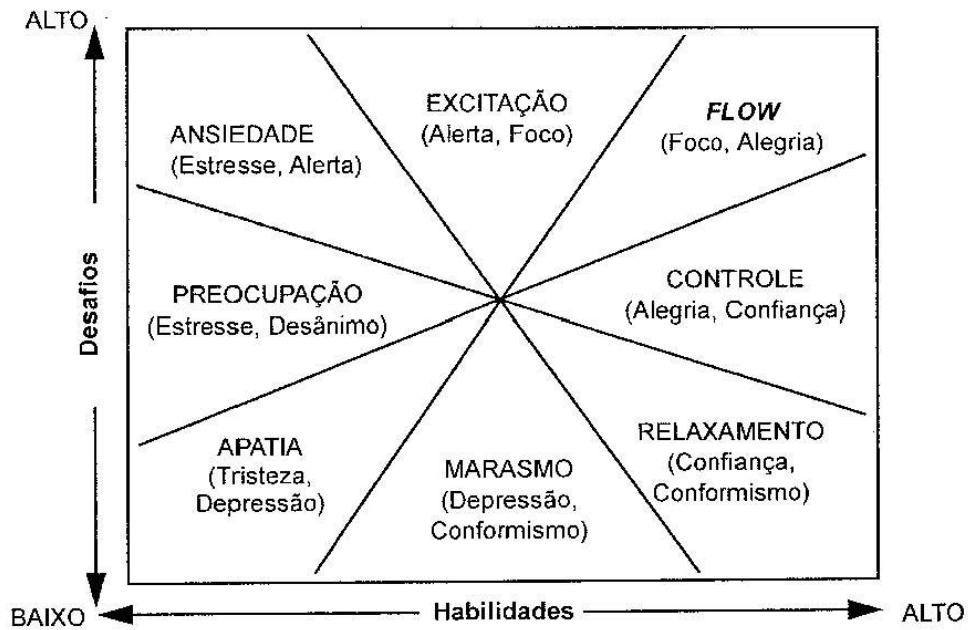 ALTO
EXCITAÇÃO
(Alerta, Foco)
FLOW
(Foco, Alegria)
ANSIEDADE
(Estresse, Alerta)
PREOCUPAÇÃO
(Estresse, Desânimo)
CONTROLE
(Alegria, Confiança)
Desafios
APATIA
(Tristeza,
Depressão)
MARASMO
(Depressão,
Conformismo)
RELAXAMENTO
(Confiança,
Conformismo)
BAIXO
Habilidades
ALTO